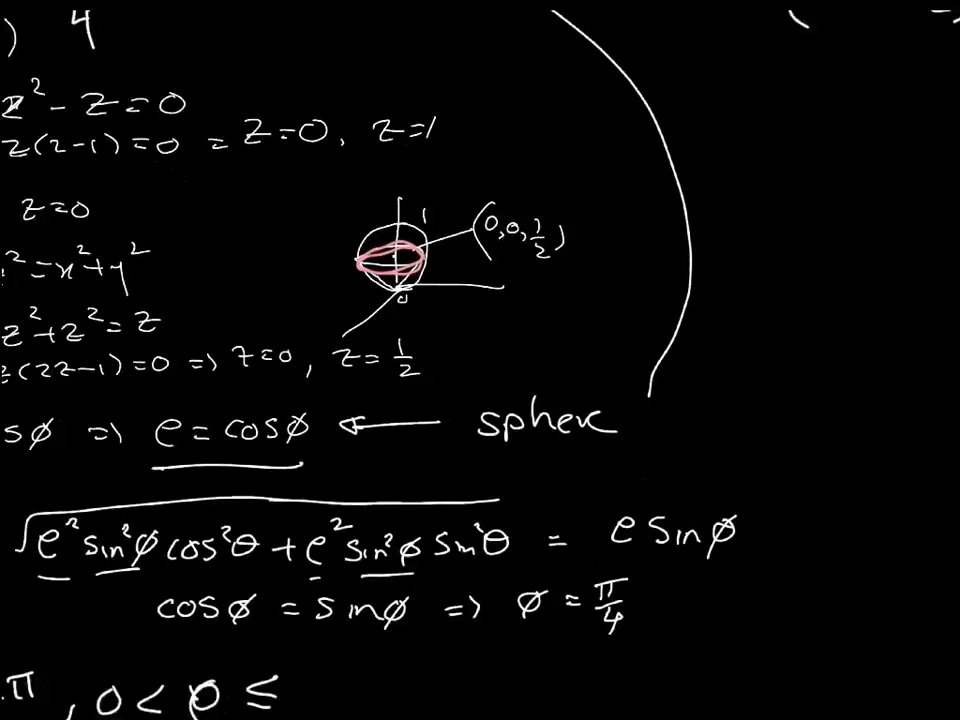 ) 4
z² - z = 0
z(z-1) = 0 = z=0, z=1
z=0
1
(0,0,1/2)
² = x² + y²
0
z² + z² = z
z(2z-1) = 0 => z=0, z = 1/2
sφ => ρ = cosφ ← sphere
√(ρ² sin²φ cos²θ + ρ² sin²φ sin²θ) = ρ sinφ
cosφ = sinφ => φ = π/4
π, 0 < ρ ≤